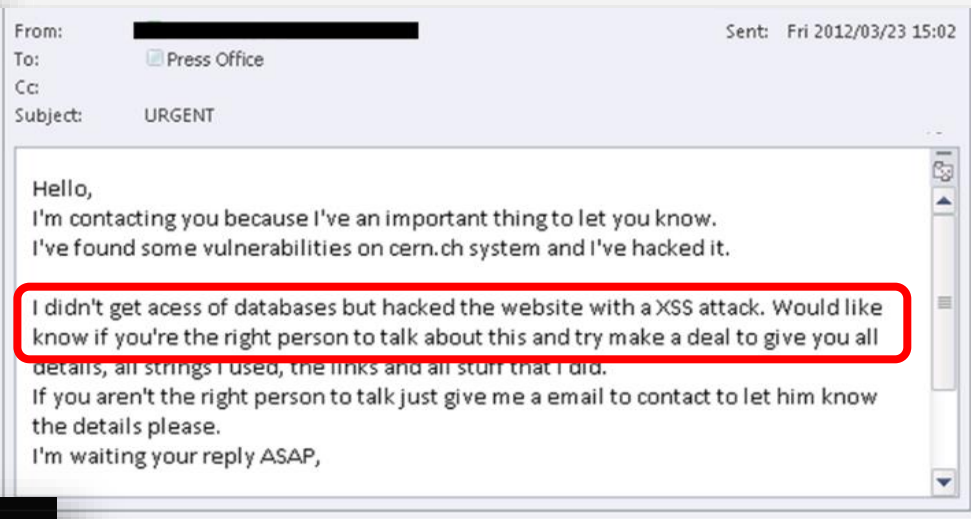 From:
Sent: Fri 2012/03/23 15:02
To: Press Office
Cc:
Subject: URGENT
Hello,
I'm contacting you because I've an important thing to let you know.
I've found some vulnerabilities on cern.ch system and I've hacked it.
I didn't get acess of databases but hacked the website with a XSS attack. Would like
know if you're the right person to talk about this and try make a deal to give you all
details, all strings I used, the links and all stuff that I did.
If you aren't the right person to talk just give me a email to contact to let him know
the details please.
I'm waiting your reply ASAP,